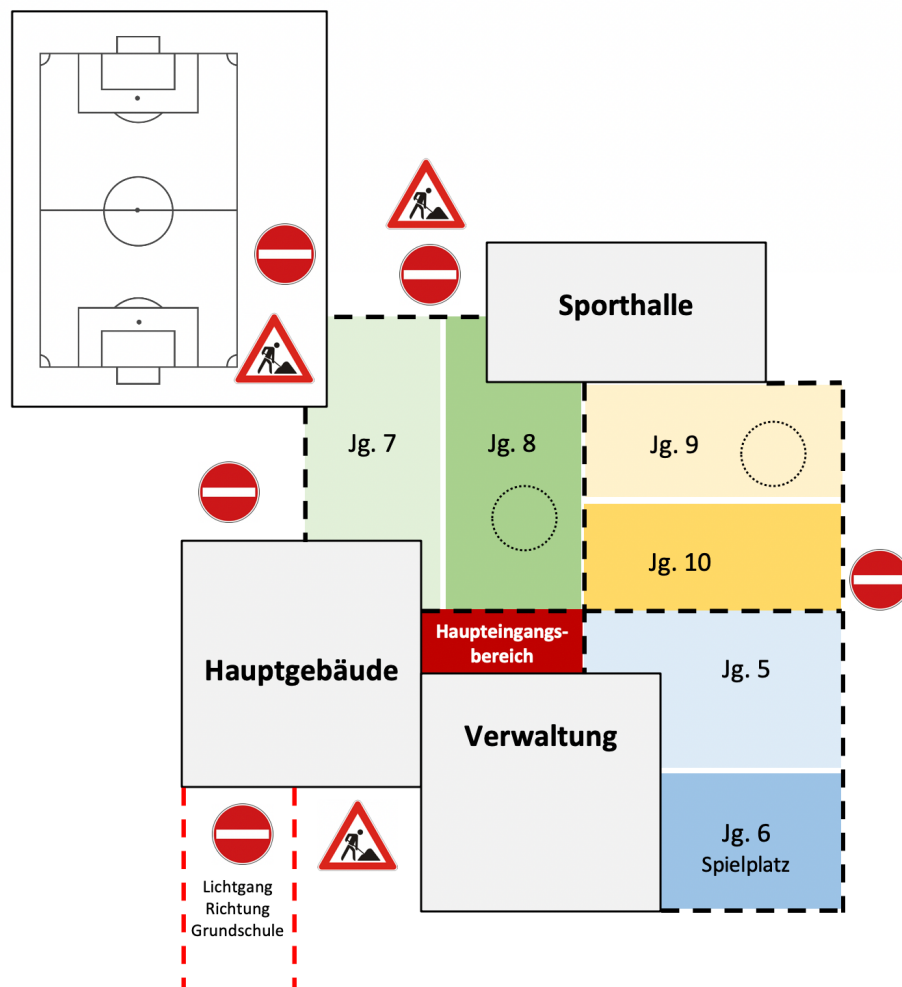 Sporthalle
Jg. 7
Jg. 8
Jg. 9
Jg. 10
Haupteingangs-
bereich
Hauptgebäude
Jg. 5
Verwaltung
Jg. 6
Spielplatz
Lichtgang
Richtung
Grundschule